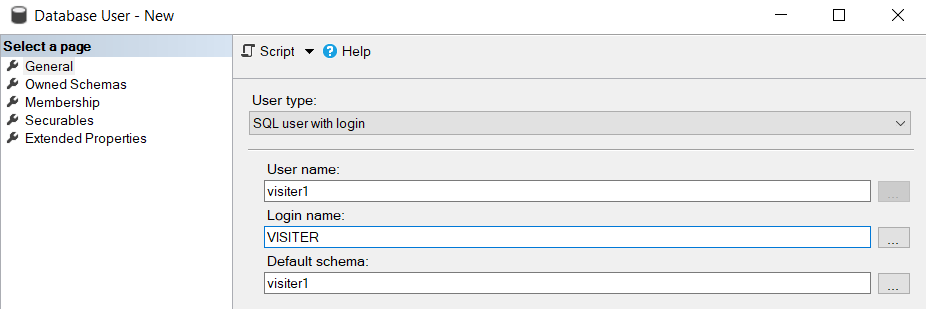 Database User - New
Select a page
General
Owned Schemas
Membership
Securables
Extended Properties
Script
Help
User type:
SQL user with login
User name:
visiter1
...
Login name:
VISITER
...
Default schema:
visiter1
...